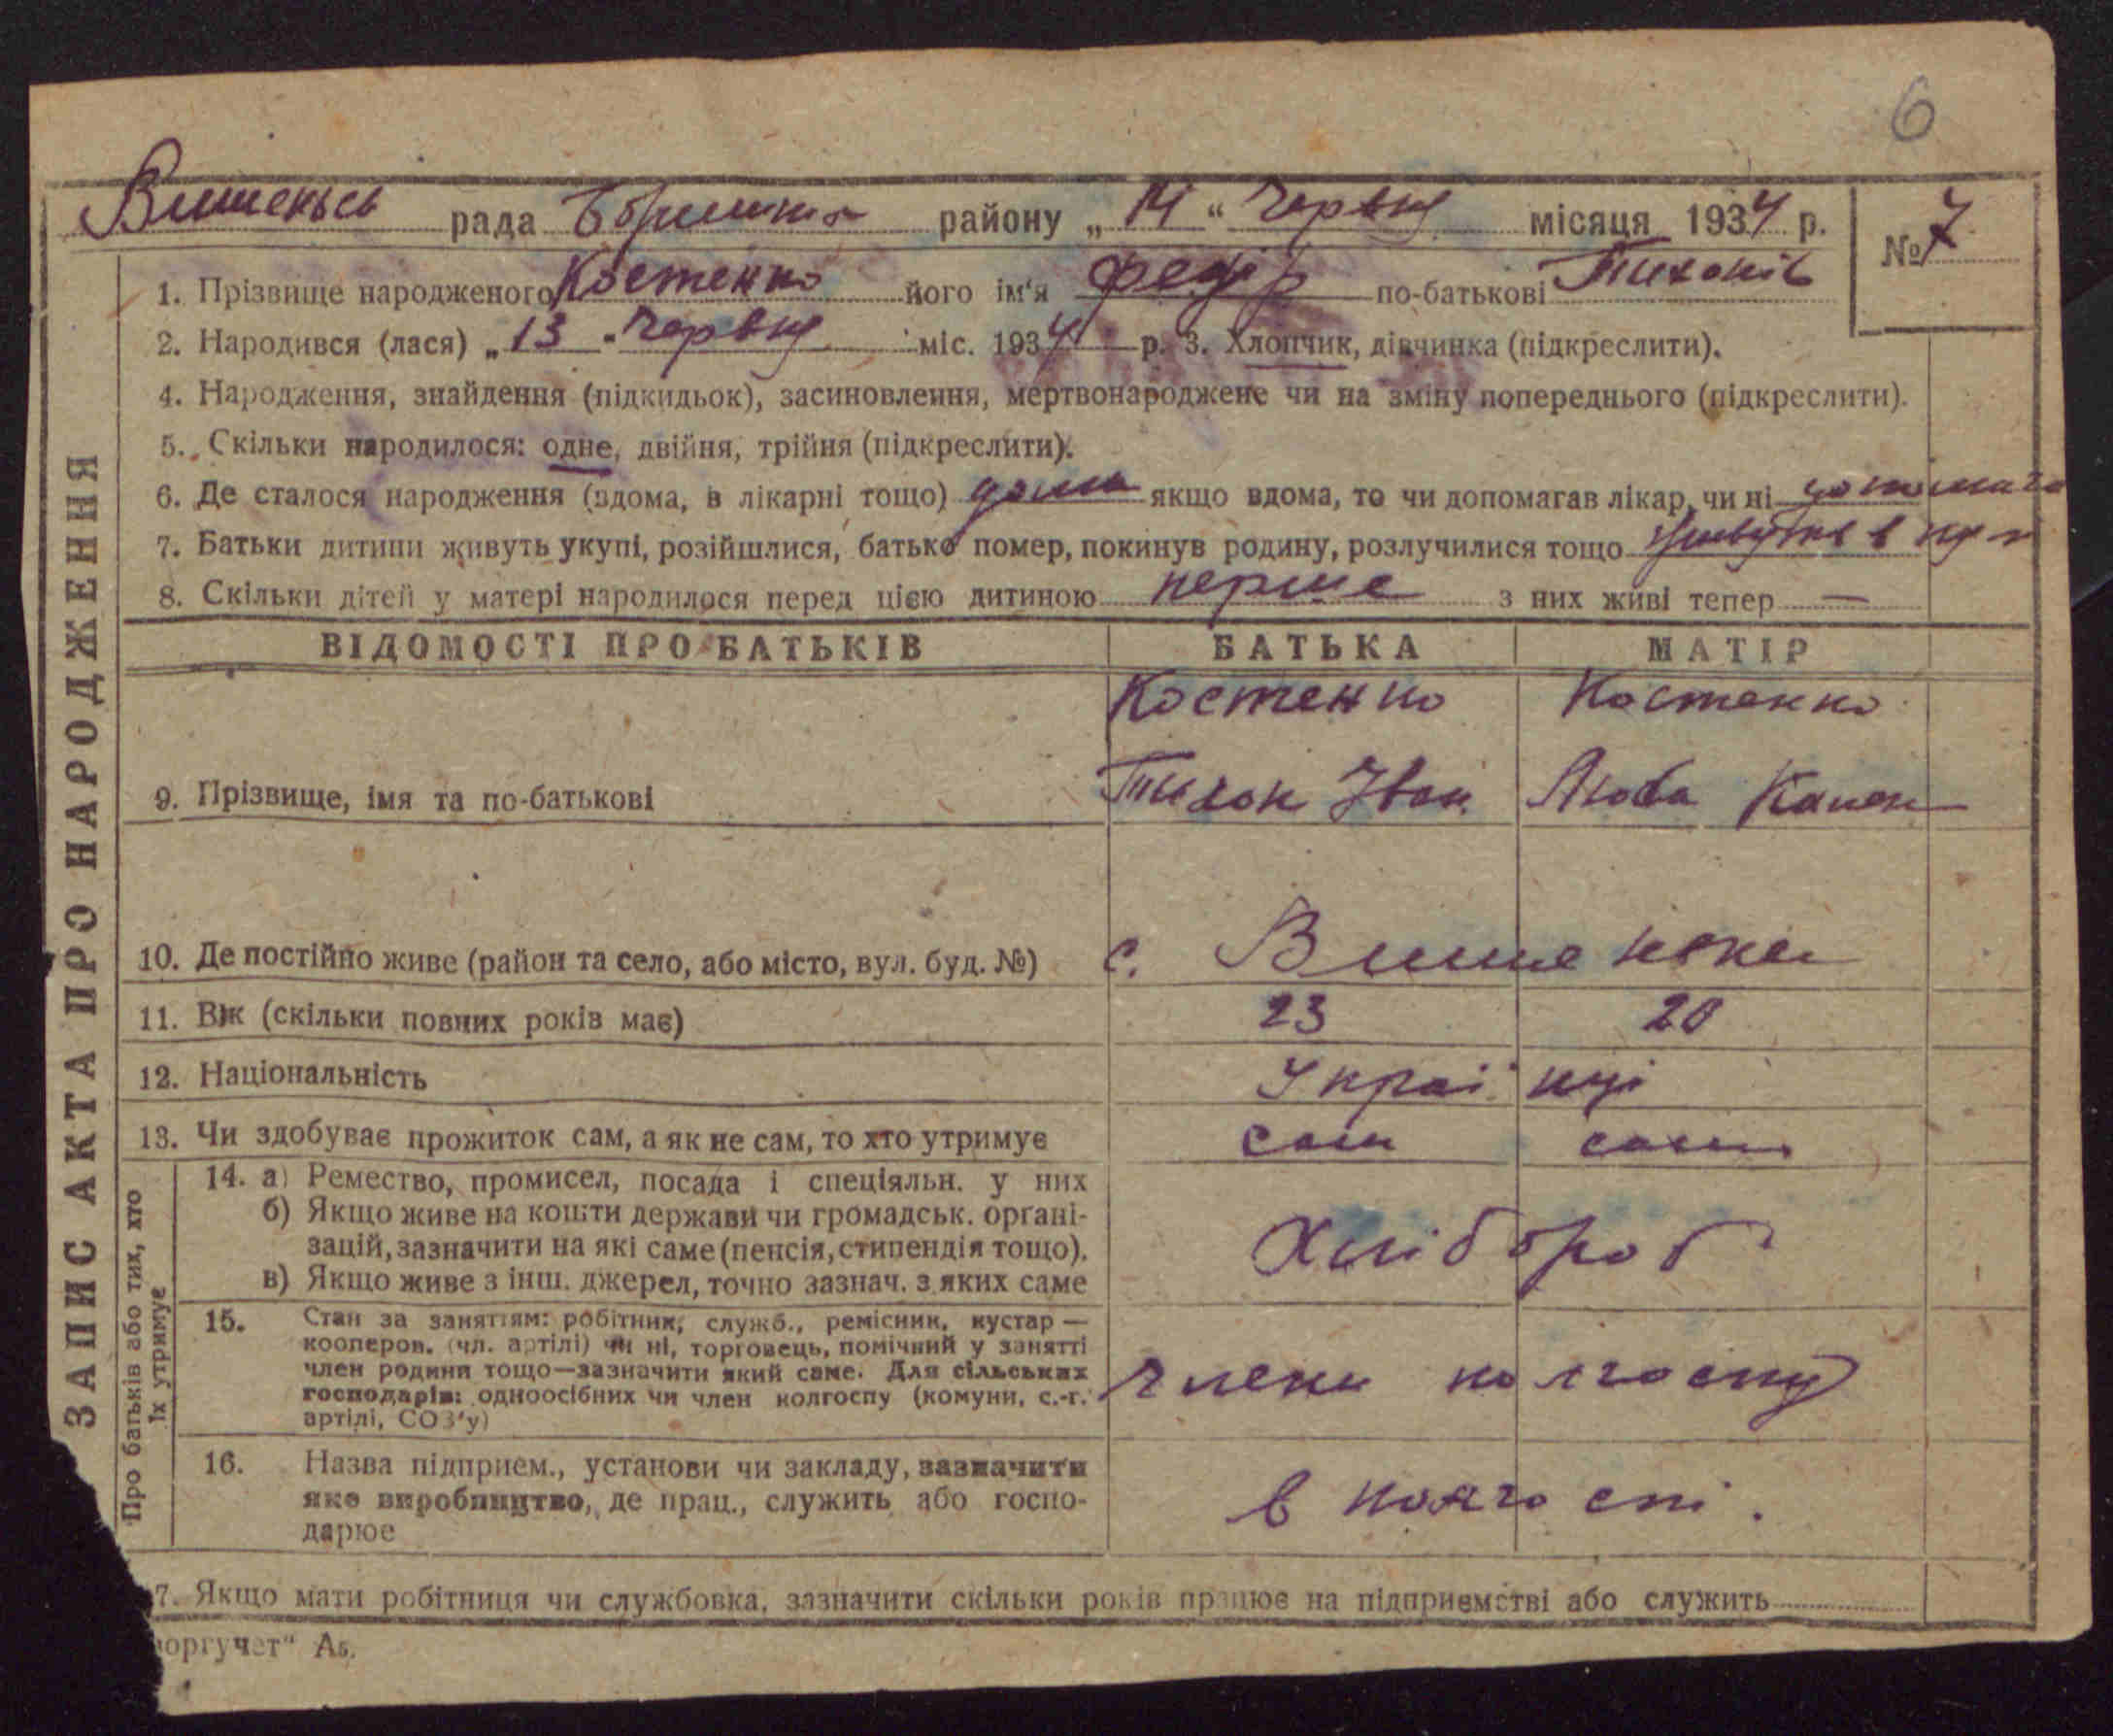 6
рада району „14“ Червня місяця 1934 р. № 7
ЗАПИС АКТА ПРО НАРОДЖЕННЯ
1. Прізвище народженого Костенко його ім'я Федір по-батькові Тихонів
2. Народився (лася) „13 " Червня міс. 1934 р. 3. Хлопчик, дівчинка (підкреслити).
4. Народження, знайдення (підкидьок), засиновлення, мертвонароджене чи на зміну попереднього (підкреслити).
5. Скільки народилося: одне, двійня, трійня (підкреслити).
6. Де сталося народження (вдома, в лікарні тощо) дома якщо вдома, то чи допомагав лікар, чи ні
7. Батьки дитини живуть укупі, розійшлися, батько помер, покинув родину, розлучилися тощо
8. Скільки дітей у матері народилося перед цією дитиною перше з них живі тепер —
ВІДОМОСТІ ПРО БАТЬКІВ БАТЬКА МАТІР
Костенко Костенко
9. Прізвище, імя та по-батькові Тихон Іван. Люба
10. Де постійно живе (район та село, або місто, вул. буд. №) с. Вишеньки
11. Вік (скільки повних років має) 23 20
12. Національність Українці
13. Чи здобуває прожиток сам, а як не сам, то хто утримує сам сама
Про батьків або тих, хто
їх утримує
14. а) Ремество, промисел, посада і спеціяльн. у них
б) Якщо живе на кошти держави чи громадськ. органі-
зацій, зазначити на які саме (пенсія, стипендія тощо).
в) Якщо живе з інш. джерел, точно зазнач. з яких саме
Хлібороб
15. Стан за заняттям: робітник, служб., ремісник, кустар —
кооперов. (чл. артілі) чи ні, торговець, помічний у занятті
член родини тощо—зазначити який саме. Для сільських
господарів: одноосібних чи член колгоспу (комуни, с.-г.
артілі, СОЗ'у)
Члени колгоспу
16. Назва підприєм., установи чи закладу, зазначити
яке виробництво, де прац., служить або госпо-
дарює
в колгоспі.
7. Якщо мати робітниця чи службовка, зазначити скільки років працює на підприємстві або служить
оргучет“ Аб.